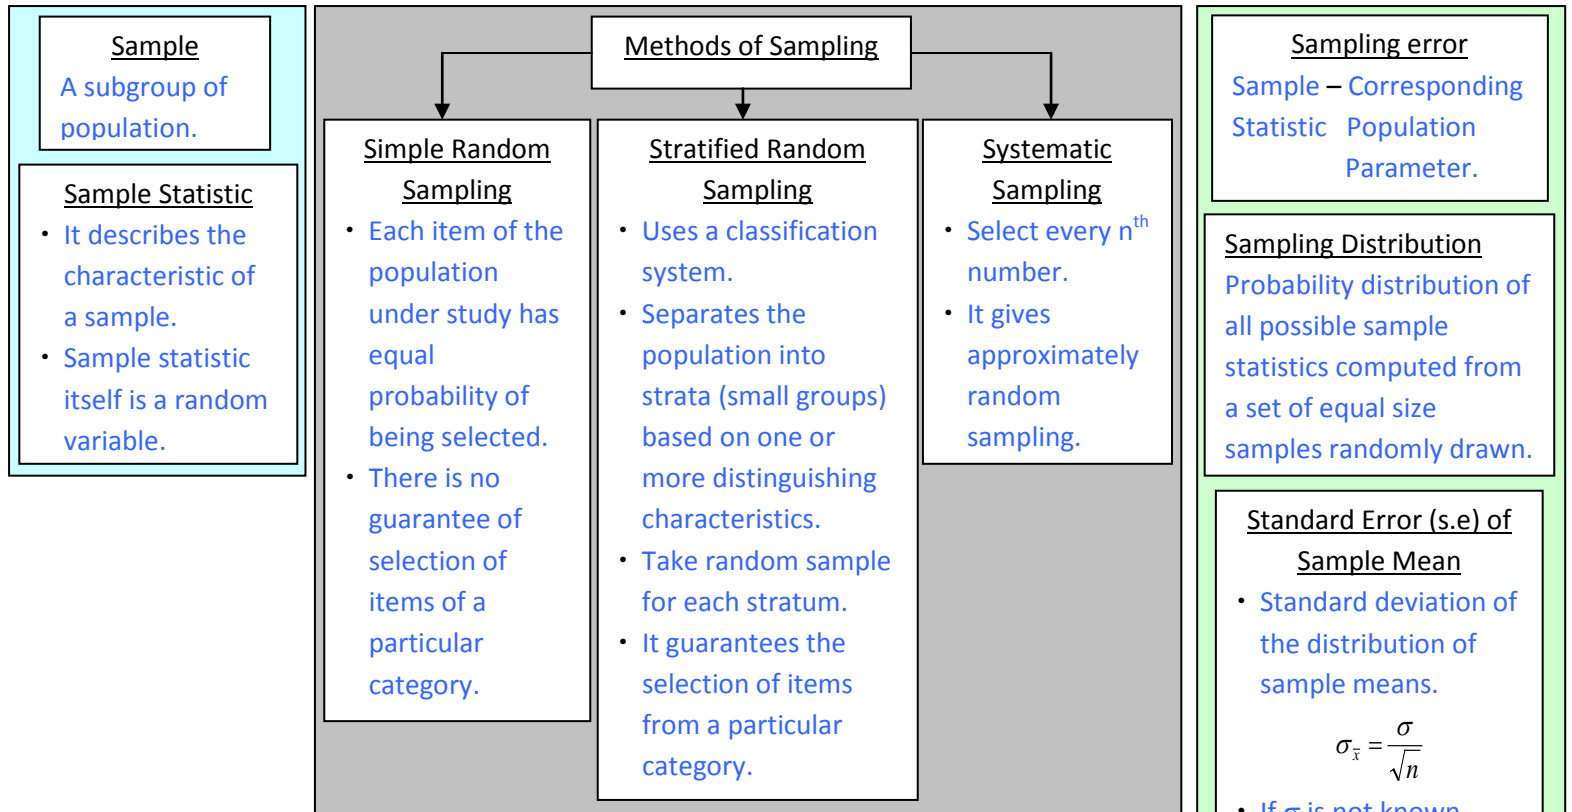 Sample
A subgroup of
population.
Sample Statistic
• It describes the
characteristic of
a sample.
• Sample statistic
itself is a random
variable.
Methods of Sampling
Simple Random
Sampling
• Each item of the
population
under study has
equal
probability of
being selected.
• There is no
guarantee of
selection of
items of a
particular
category.
Stratified Random
Sampling
• Uses a classification
system.
• Separates the
population into
strata (small groups)
based on one or
more distinguishing
characteristics.
• Take random sample
for each stratum.
• It guarantees the
selection of items
from a particular
category.
Systematic
Sampling
• Select every nᵗʰ
number.
• It gives
approximately
random
sampling.
Sampling error
Sample – Corresponding
Statistic Population
Parameter.
Sampling Distribution
Probability distribution of
all possible sample
statistics computed from
a set of equal size
samples randomly drawn.
Standard Error (s.e) of
Sample Mean
• Standard deviation of
the distribution of
sample means.
σ_x̄ = σ/√n
• If σ is not known